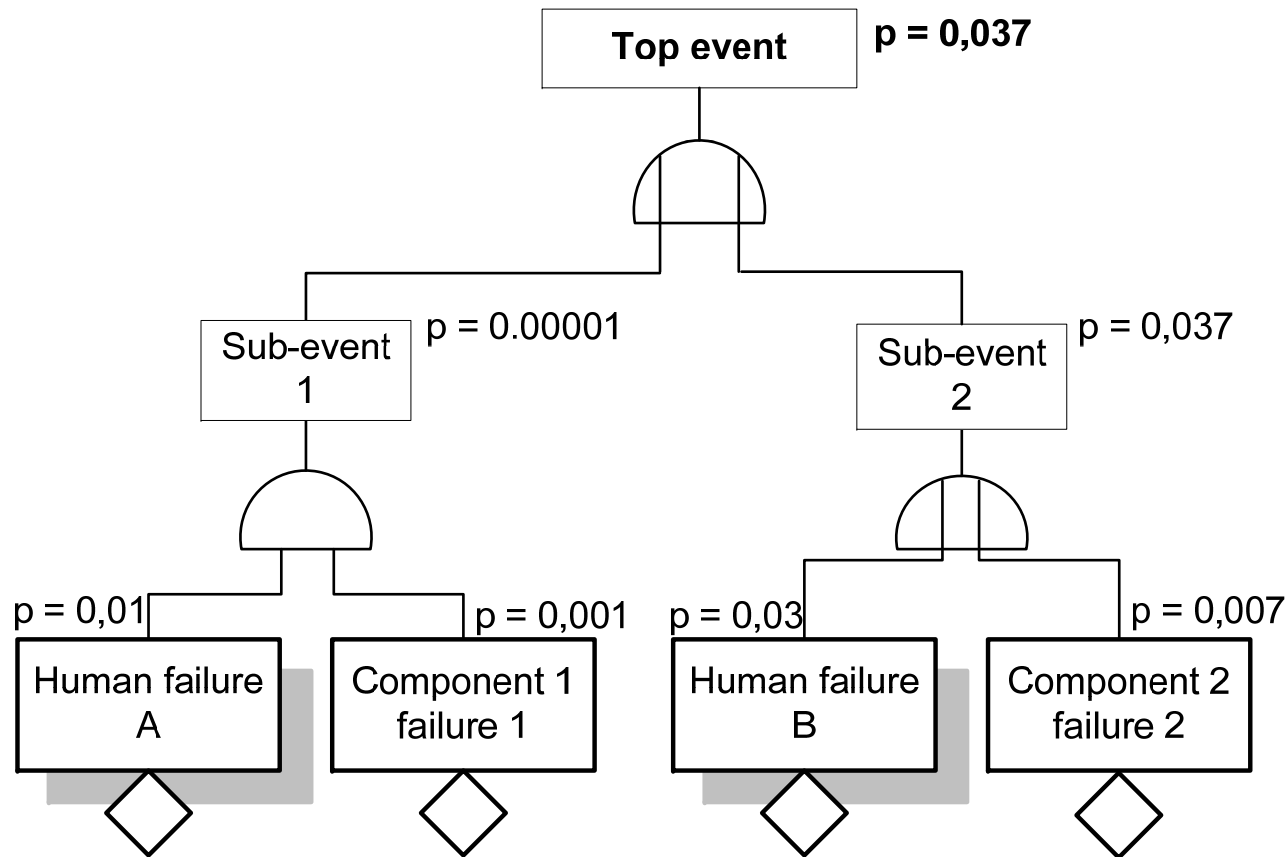 Top event
p = 0,037
Sub-event
1
p = 0.00001
Sub-event
2
p = 0,037
p = 0,01
Human failure
A
p = 0,001
Component 1
failure 1
p = 0,03
Human failure
B
p = 0,007
Component 2
failure 2